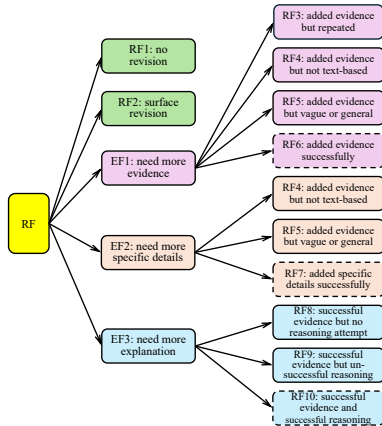 RF
RF1: no
revision
RF2: surface
revision
EF1: need more
evidence
EF2: need more
specific details
EF3: need more
explanation
RF3: added evidence
but repeated
RF4: added evidence
but not text-based
RF5: added evidence
but vague or general
RF6: added evidence
successfully
RF4: added evidence
but not text-based
RF5: added evidence
but vague or general
RF7: added specific
details successfully
RF8: successful
evidence but no
reasoning attempt
RF9: successful
evidence but un-
successful reasoning
RF10: successful
evidence and
successful reasoning